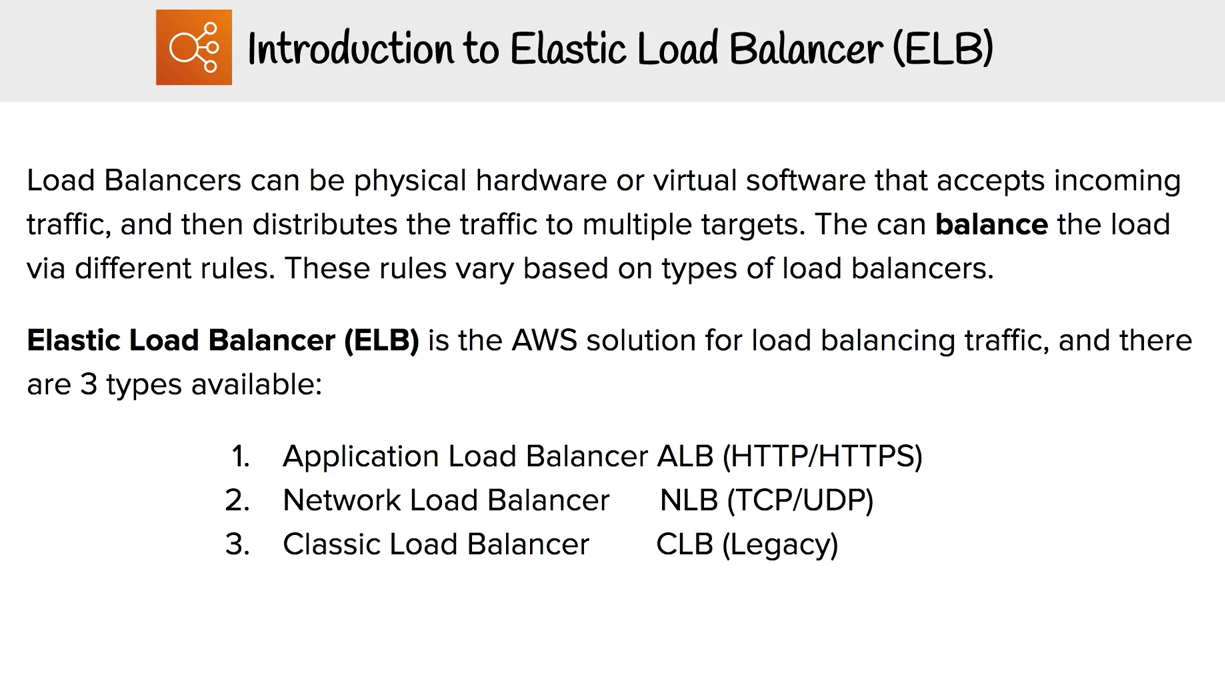 Introduction to Elastic Load Balancer (ELB)
Load Balancers can be physical hardware or virtual software that accepts incoming
traffic, and then distributes the traffic to multiple targets. The can balance the load
via different rules. These rules vary based on types of load balancers.
Elastic Load Balancer (ELB) is the AWS solution for load balancing traffic, and there
are 3 types available:
1. Application Load Balancer ALB (HTTP/HTTPS)
2. Network Load Balancer NLB (TCP/UDP)
3. Classic Load Balancer CLB (Legacy)